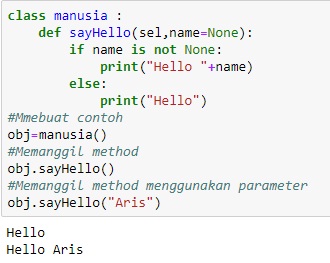 class manusia :
    def sayHello(sel,name=None):
        if name is not None:
            print("Hello "+name)
        else:
            print("Hello")
#Mmebuat contoh
obj=manusia()
#Memanggil method
obj.sayHello()
#Memanggil method menggunakan parameter
obj.sayHello("Aris")
Hello
Hello Aris